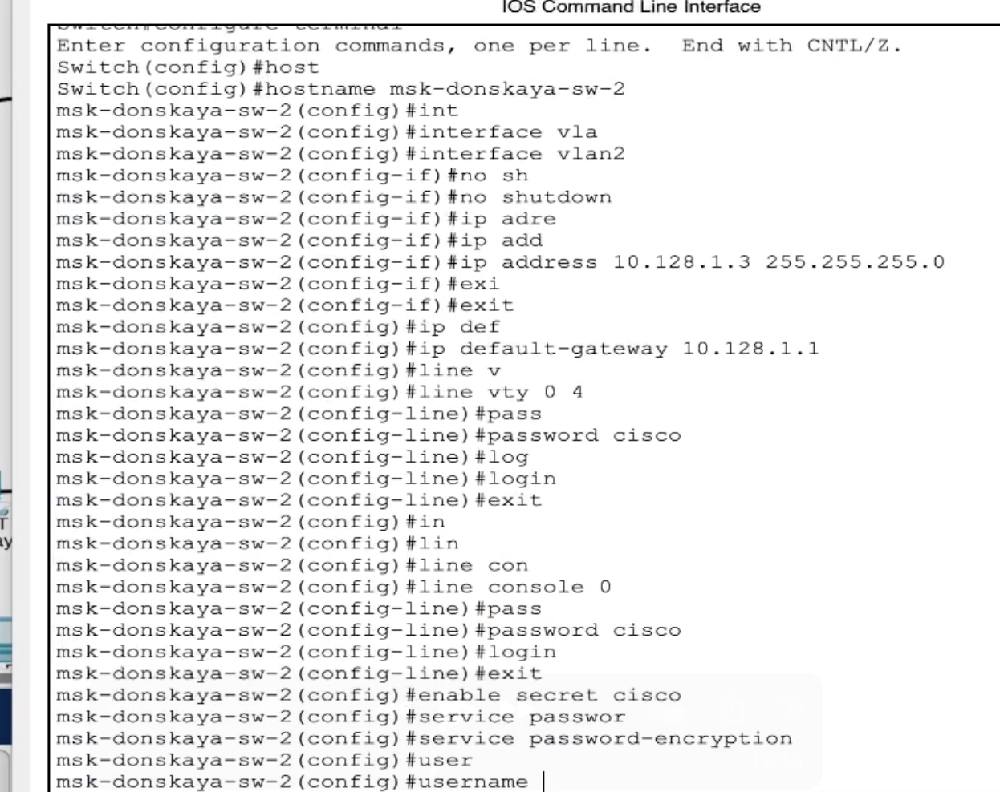 IOS Command Line Interface
Switch#configure terminal
Enter configuration commands, one per line.  End with CNTL/Z.
Switch(config)#host
Switch(config)#hostname msk-donskaya-sw-2
msk-donskaya-sw-2(config)#int
msk-donskaya-sw-2(config)#interface vla
msk-donskaya-sw-2(config)#interface vlan2
msk-donskaya-sw-2(config-if)#no sh
msk-donskaya-sw-2(config-if)#no shutdown
msk-donskaya-sw-2(config-if)#ip adre
msk-donskaya-sw-2(config-if)#ip add
msk-donskaya-sw-2(config-if)#ip address 10.128.1.3 255.255.255.0
msk-donskaya-sw-2(config-if)#exi
msk-donskaya-sw-2(config-if)#exit
msk-donskaya-sw-2(config)#ip def
msk-donskaya-sw-2(config)#ip default-gateway 10.128.1.1
msk-donskaya-sw-2(config)#line v
msk-donskaya-sw-2(config)#line vty 0 4
msk-donskaya-sw-2(config-line)#pass
msk-donskaya-sw-2(config-line)#password cisco
msk-donskaya-sw-2(config-line)#log
msk-donskaya-sw-2(config-line)#login
msk-donskaya-sw-2(config-line)#exit
msk-donskaya-sw-2(config)#in
msk-donskaya-sw-2(config)#lin
msk-donskaya-sw-2(config)#line con
msk-donskaya-sw-2(config)#line console 0
msk-donskaya-sw-2(config-line)#pass
msk-donskaya-sw-2(config-line)#password cisco
msk-donskaya-sw-2(config-line)#login
msk-donskaya-sw-2(config-line)#exit
msk-donskaya-sw-2(config)#enable secret cisco
msk-donskaya-sw-2(config)#service passwor
msk-donskaya-sw-2(config)#service password-encryption
msk-donskaya-sw-2(config)#user
msk-donskaya-sw-2(config)#username